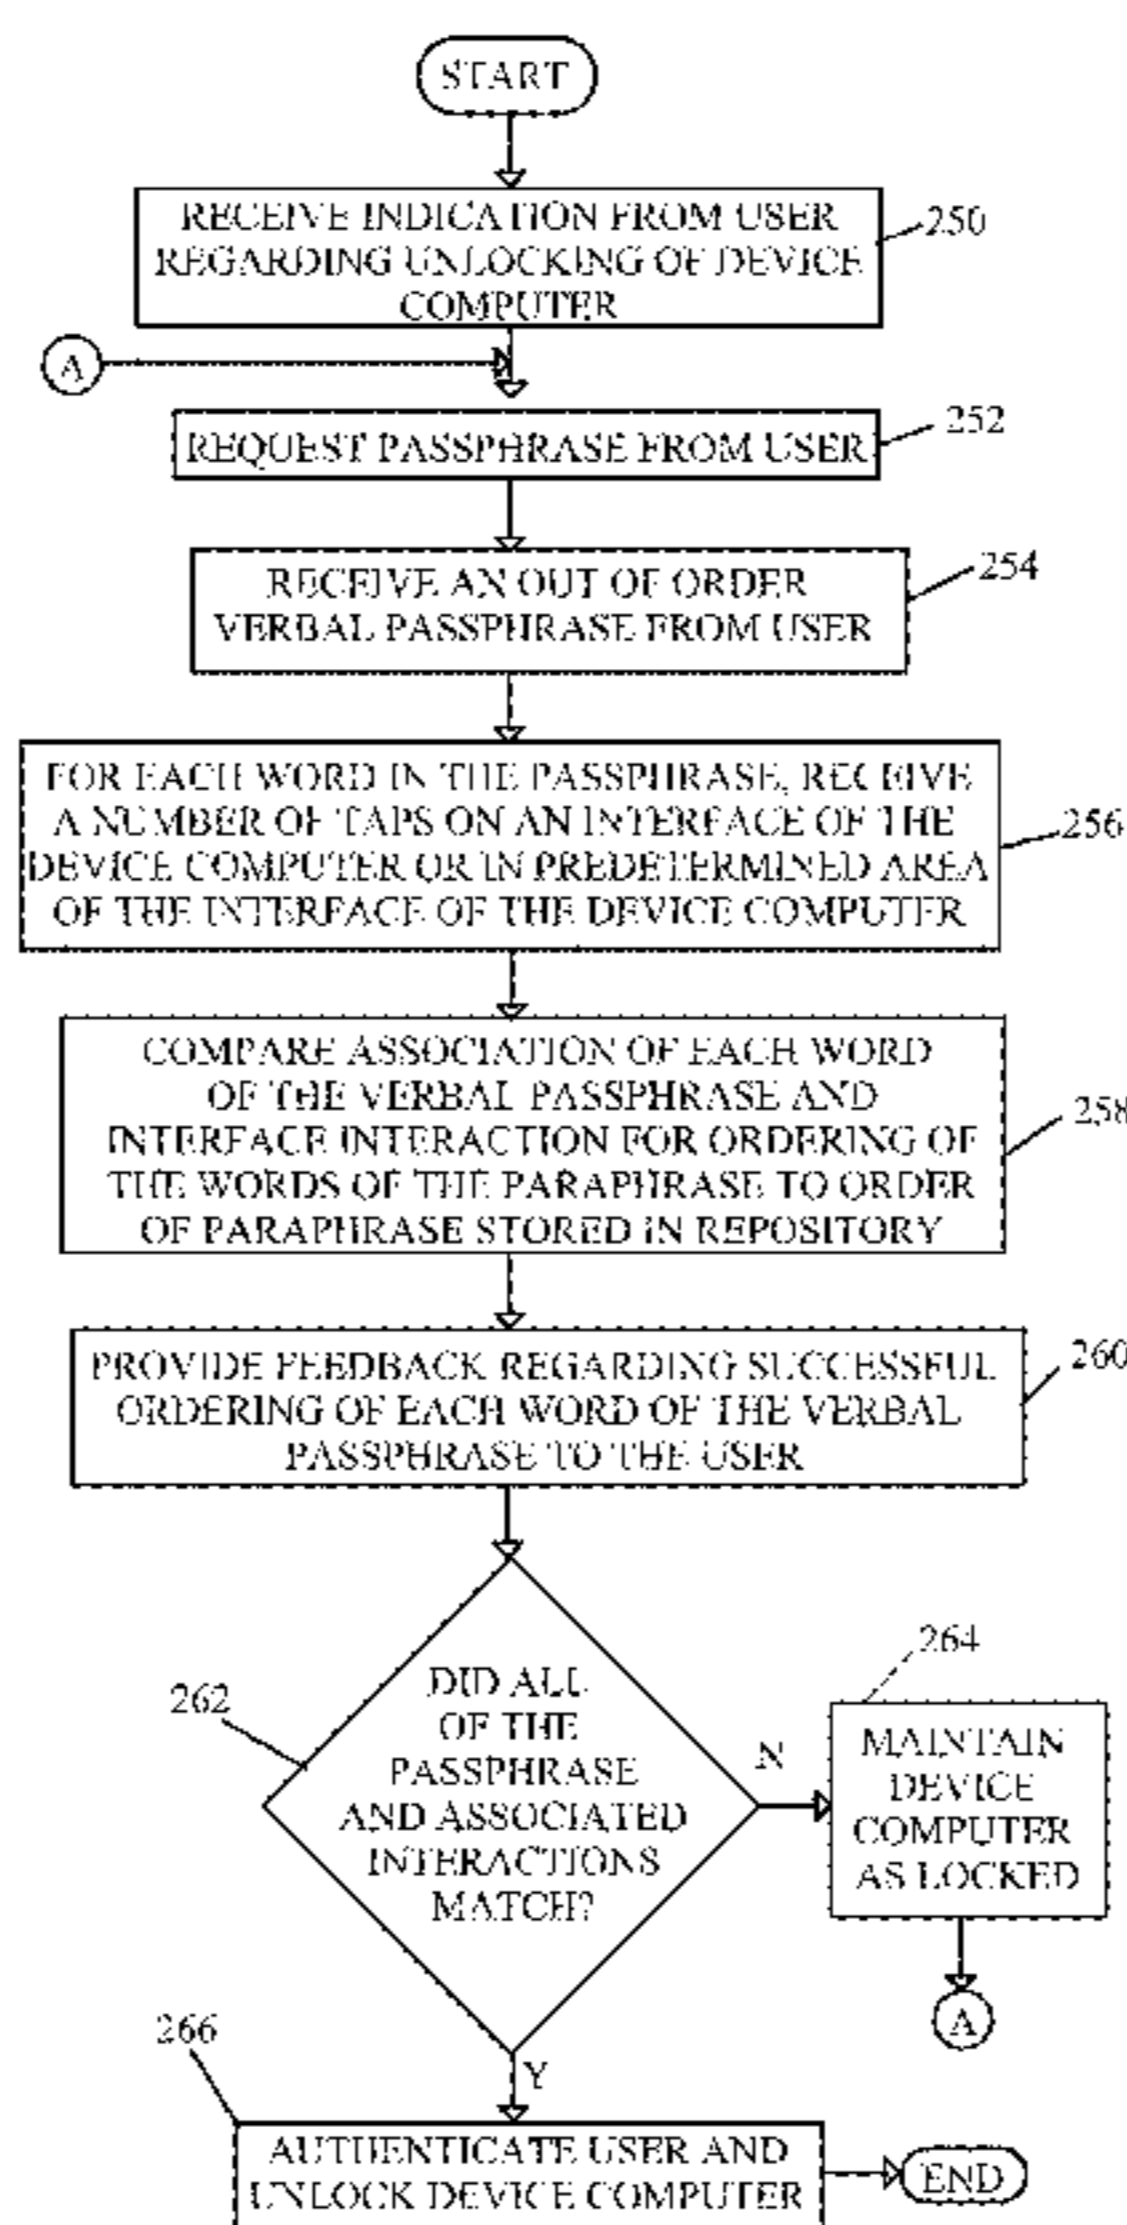 START
RECEIVE INDICATION FROM USER
REGARDING UNLOCKING OF DEVICE
COMPUTER
250
A
REQUEST PASSPHRASE FROM USER
252
RECEIVE AN OUT OF ORDER
VERBAL PASSPHRASE FROM USER
254
FOR EACH WORD IN THE PASSPHRASE, RECEIVE
A NUMBER OF TAPS ON AN INTERFACE OF THE
DEVICE COMPUTER OR IN PREDETERMINED AREA
OF THE INTERFACE OF THE DEVICE COMPUTER
256
COMPARE ASSOCIATION OF EACH WORD
OF THE VERBAL PASSPHRASE AND
INTERFACE INTERACTION FOR ORDERING OF
THE WORDS OF THE PARAPHRASE TO ORDER
OF PARAPHRASE STORED IN REPOSITORY
258
PROVIDE FEEDBACK REGARDING SUCCESSFUL
ORDERING OF EACH WORD OF THE VERBAL
PASSPHRASE TO THE USER
260
262
DID ALL
OF THE
PASSPHRASE
AND ASSOCIATED
INTERACTIONS
MATCH?
N
264
MAINTAIN
DEVICE
COMPUTER
AS LOCKED
A
Y
266
AUTHENTICATE USER AND
UNLOCK DEVICE COMPUTER
END